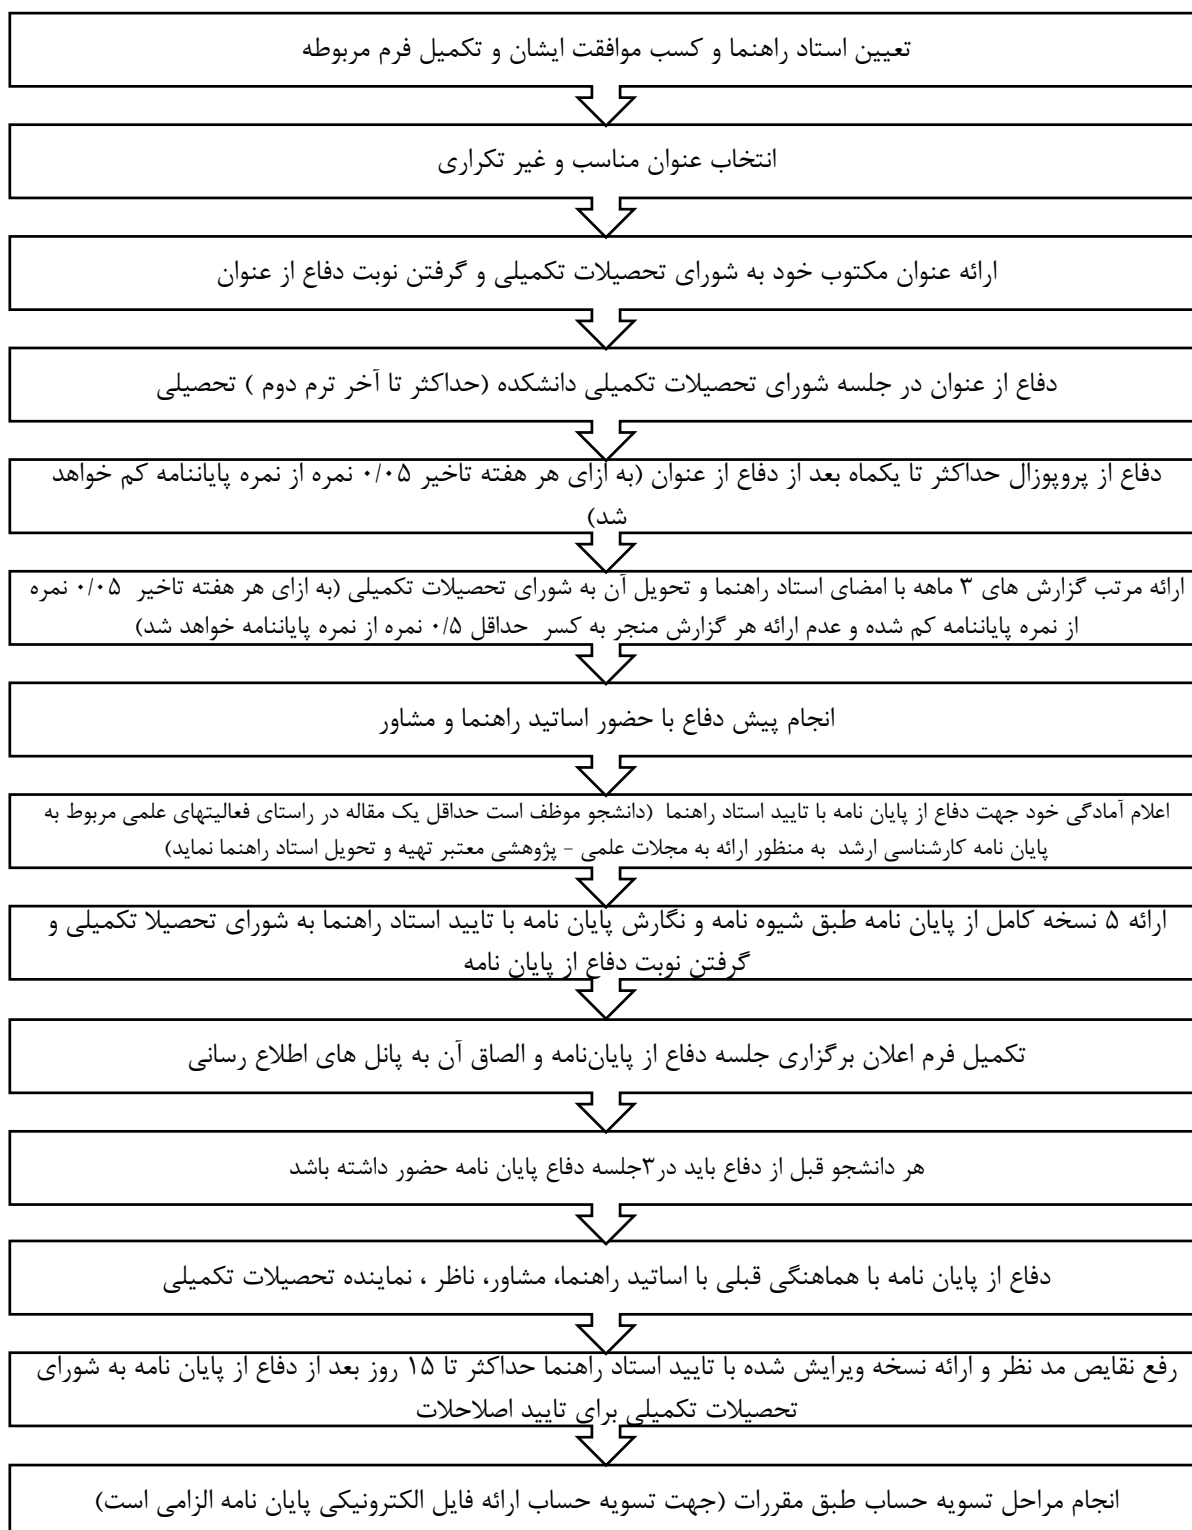 تعیین استاد راهنما و کسب موافقت ایشان و تکمیل فرم مربوطه
انتخاب عنوان مناسب و غیر تکراری
ارائه عنوان مکتوب خود به شورای تحصیلات تکمیلی و گرفتن نوبت دفاع از عنوان
دفاع از عنوان در جلسه شورای تحصیلات تکمیلی دانشکده (حداکثر تا آخر ترم دوم ) تحصیلی
دفاع از پروپوزال حداکثر تا یکماه بعد از دفاع از عنوان (به ازای هر هفته تاخیر ۰/۰۵ نمره از نمره پایاننامه کم خواهد
شد)
ارائه مرتب گزارش های ۳ ماهه با امضای استاد راهنما و تحویل آن به شورای تحصیلات تکمیلی (به ازای هر هفته تاخیر ۰/۰۵ نمره
از نمره پایاننامه کم شده و عدم ارائه هر گزارش منجر به کسر حداقل ۰/۵ نمره از نمره پایاننامه خواهد شد)
انجام پیش دفاع با حضور اساتید راهنما و مشاور
اعلام آمادگی خود جهت دفاع از پایان نامه با تایید استاد راهنما (دانشجو موظف است حداقل یک مقاله در راستای فعالیتهای علمی مربوط به
پایان نامه کارشناسی ارشد به منظور ارائه به مجلات علمی - پژوهشی معتبر تهیه و تحویل استاد راهنما نماید)
ارائه ۵ نسخه کامل از پایان نامه طبق شیوه نامه و نگارش پایان نامه با تایید استاد راهنما به شورای تحصیلا تکمیلی و
گرفتن نوبت دفاع از پایان نامه
تکمیل فرم اعلان برگزاری جلسه دفاع از پایان‌نامه و الصاق آن به پانل های اطلاع رسانی
هر دانشجو قبل از دفاع باید در۳جلسه دفاع پایان نامه حضور داشته باشد
دفاع از پایان نامه با هماهنگی قبلی با اساتید راهنما، مشاور، ناظر ، نماینده تحصیلات تکمیلی
رفع نقایص مد نظر و ارائه نسخه ویرایش شده با تایید استاد راهنما حداکثر تا ۱۵ روز بعد از دفاع از پایان نامه به شورای
تحصیلات تکمیلی برای تایید اصلاحلات
انجام مراحل تسویه حساب طبق مقررات (جهت تسویه حساب ارائه فایل الکترونیکی پایان نامه الزامی است)